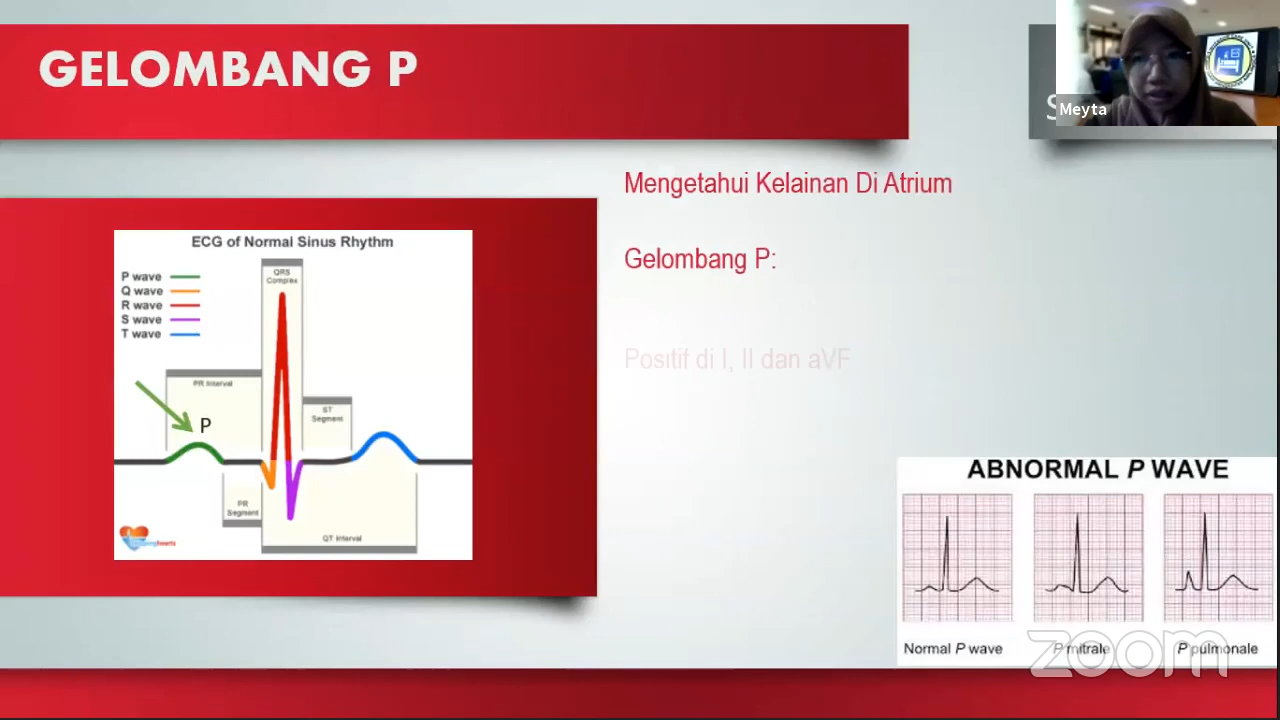 GELOMBANG P
S
Meyta
Mengetahui Kelainan Di Atrium
Gelombang P:
Positif di I, II dan aVF
ECG of Normal Sinus Rhythm
P wave
Q wave
R wave
S wave
T wave
QRS
Complex
PR Interval
P
ST
Segment
PR
Segment
QT Interval
ABNORMAL P WAVE
Normal P wave
P mitrale
P pulmonale
zoom